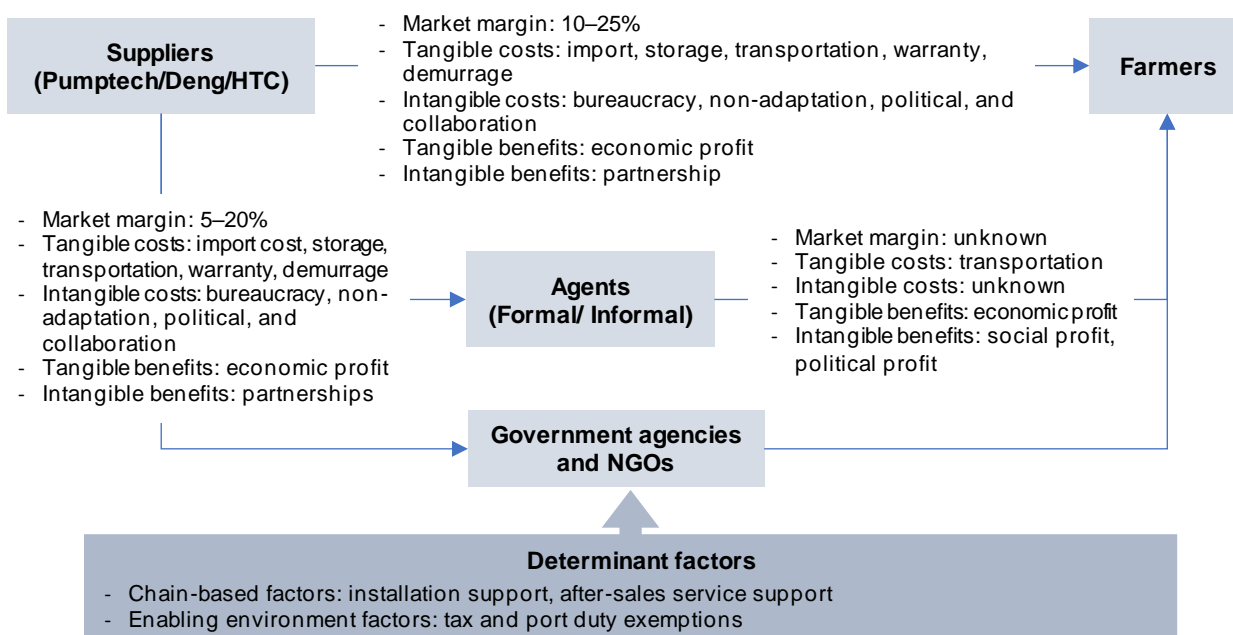 Suppliers
(Pumptech/Deng/HTC)
- Market margin: 10–25%
- Tangible costs: import, storage, transportation, warranty,
demurrage
- Intangible costs: bureaucracy, non-adaptation, political, and
collaboration
- Tangible benefits: economic profit
- Intangible benefits: partnership
Farmers
- Market margin: 5–20%
- Tangible costs: import cost, storage,
transportation, warranty, demurrage
- Intangible costs: bureaucracy, non-
adaptation, political, and
collaboration
- Tangible benefits: economic profit
- Intangible benefits: partnerships
Agents
(Formal/ Informal)
- Market margin: unknown
- Tangible costs: transportation
- Intangible costs: unknown
- Tangible benefits: economic profit
- Intangible benefits: social profit,
political profit
Government agencies
and NGOs
Determinant factors
- Chain-based factors: installation support, after-sales service support
- Enabling environment factors: tax and port duty exemptions